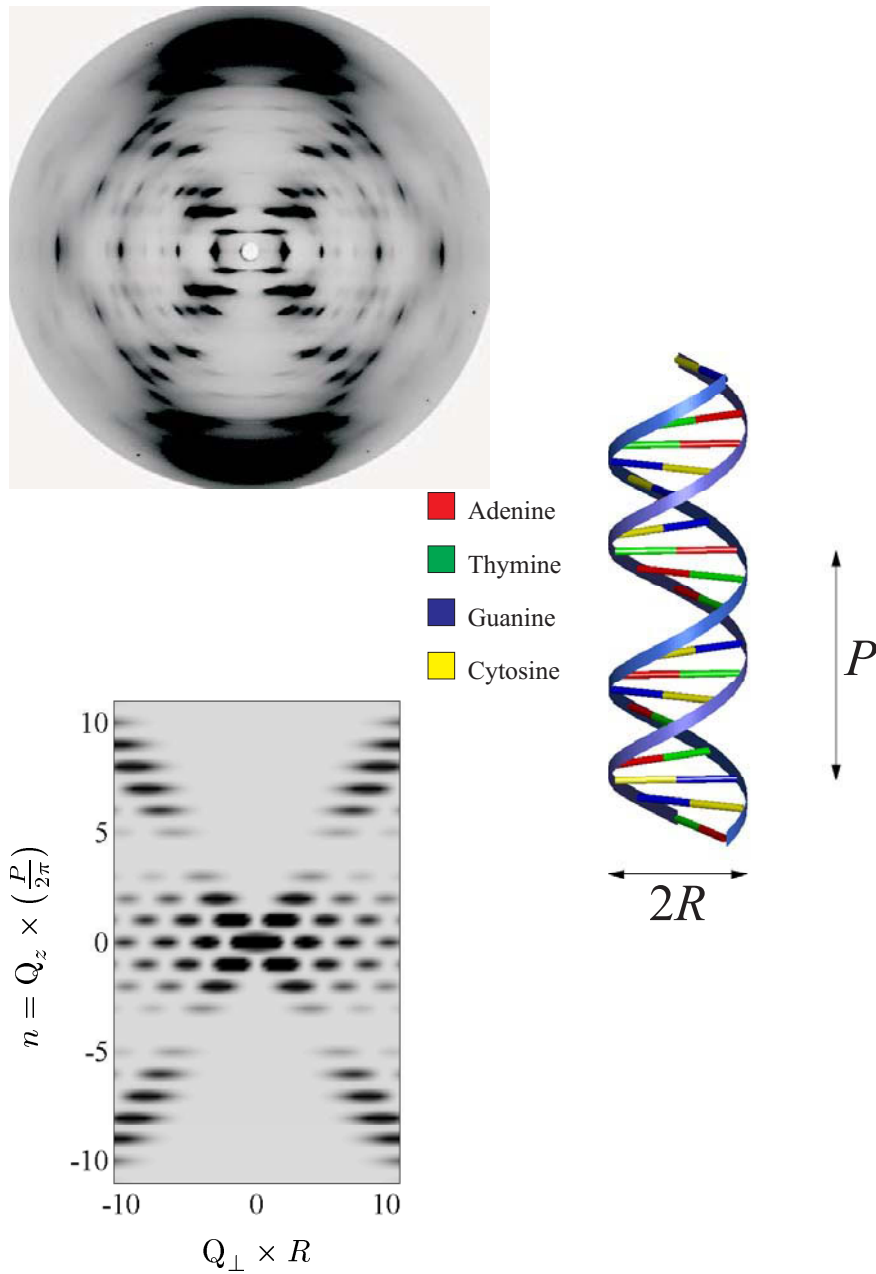 Adenine
Thymine
Guanine
Cytosine
P
2R
10
5
0
-5
-10
n = Q_z × (P/2π)
-10 0 10
Q_⊥ × R